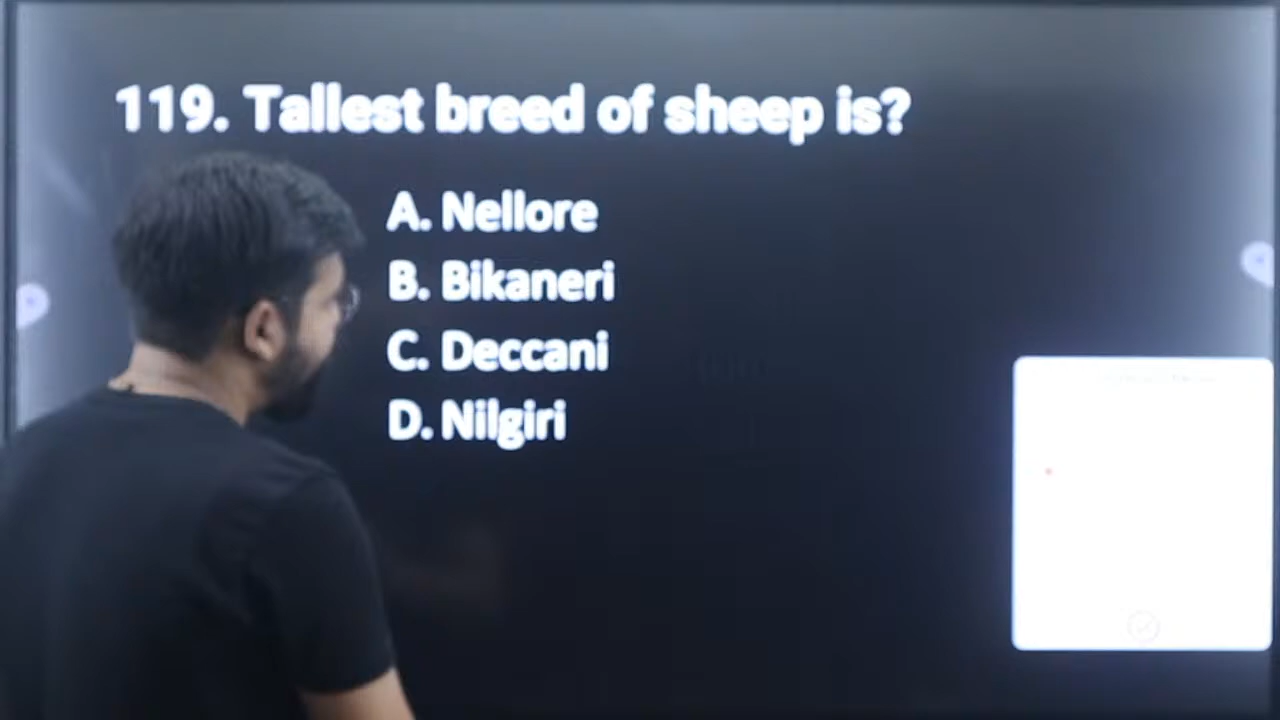 119. Tallest breed of sheep is?
A. Nellore
B. Bikaneri
C. Deccani
D. Nilgiri